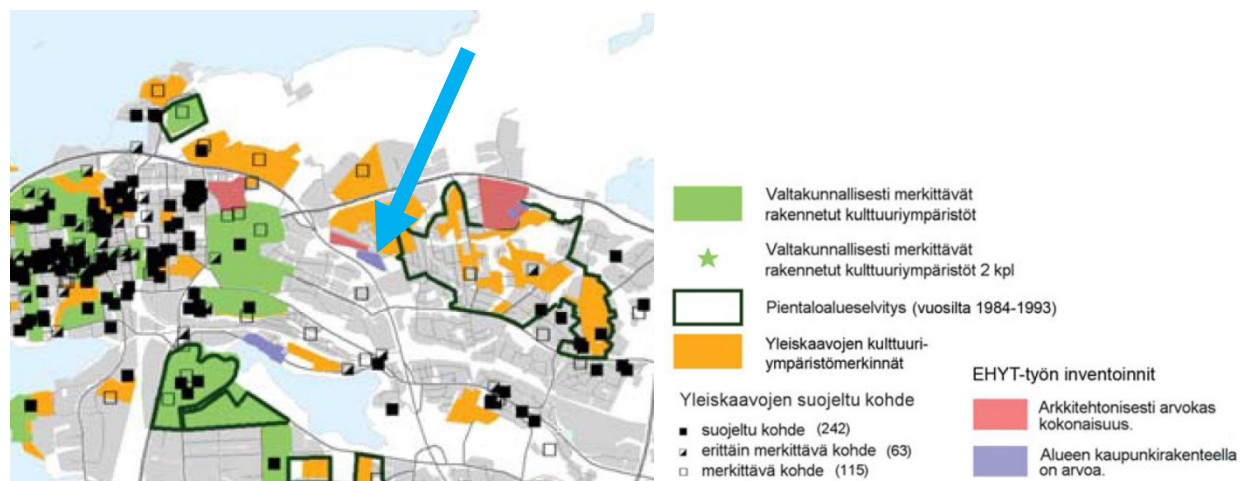 Valtakunnallisesti merkittävät
rakennetut kulttuuriympäristöt
Valtakunnallisesti merkittävät
rakennetut kulttuuriympäristöt 2 kpl
Pientaloalueselvitys (vuosilta 1984-1993)
Yleiskaavojen kulttuuri-
ympäristömerkinnät
Yleiskaavojen suojeltu kohde
suojeltu kohde (242)
erittäin merkittävä kohde (63)
merkittävä kohde (115)
EHYT-työn inventoinnit
Arkkitehtonisesti arvokas
kokonaisuus.
Alueen kaupunkirakenteella
on arvoa.